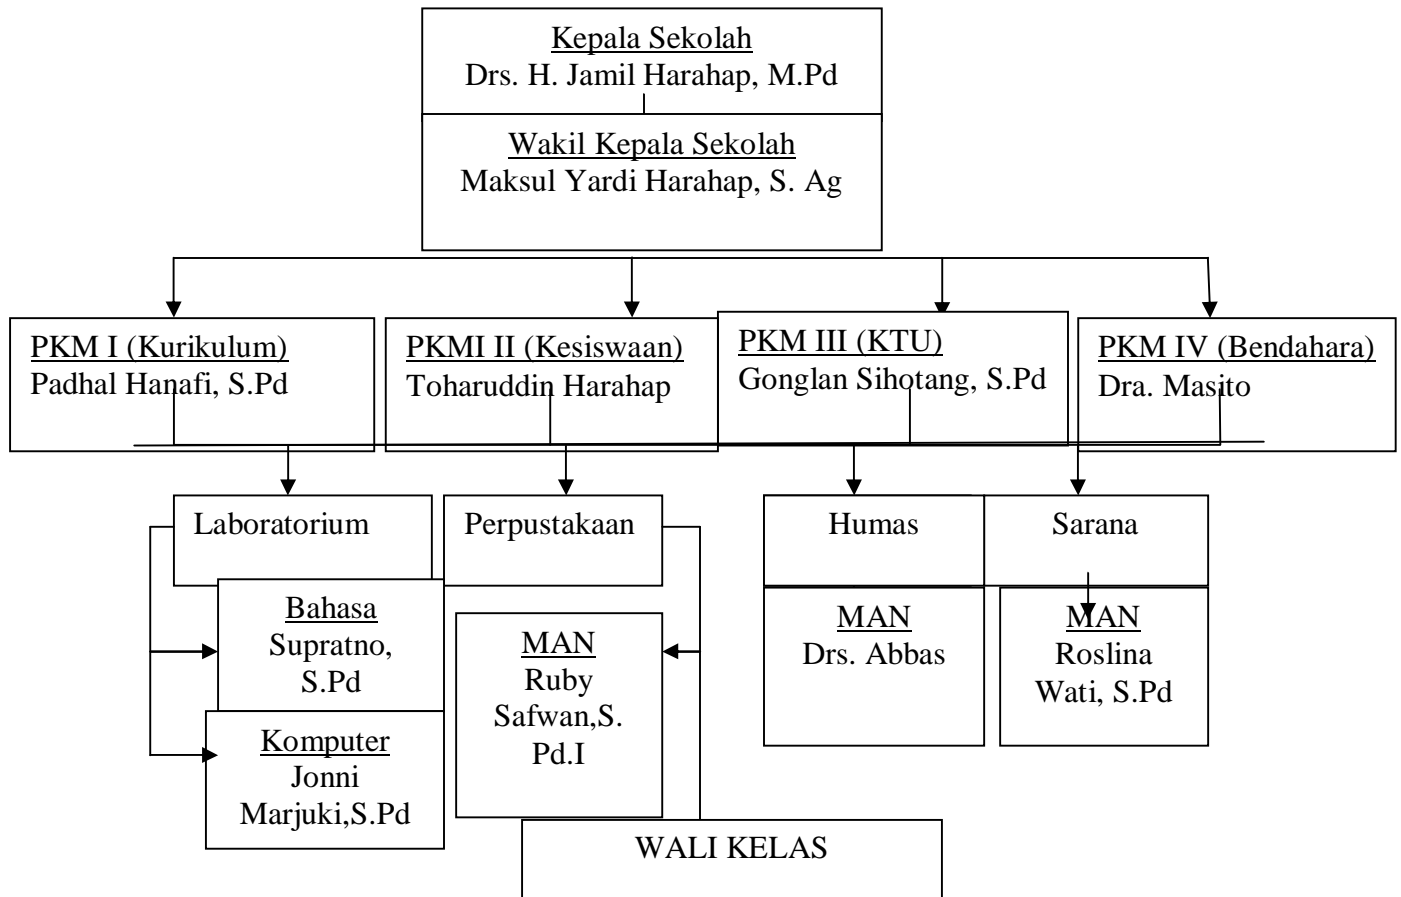 Kepala Sekolah
Drs. H. Jamil Harahap, M.Pd
Wakil Kepala Sekolah
Maksul Yardi Harahap, S. Ag
PKM I (Kurikulum)
Padhal Hanafi, S.Pd
PKMI II (Kesiswaan)
Toharuddin Harahap
PKM III (KTU)
Gonglan Sihotang, S.Pd
PKM IV (Bendahara)
Dra. Masito
Laboratorium
Perpustakaan
Humas
Sarana
Bahasa
Supratno,
S.Pd
Komputer
Jonni
Marjuki,S.Pd
MAN
Ruby
Safwan,S.
Pd.I
MAN
Drs. Abbas
MAN
Roslina
Wati, S.Pd
WALI KELAS